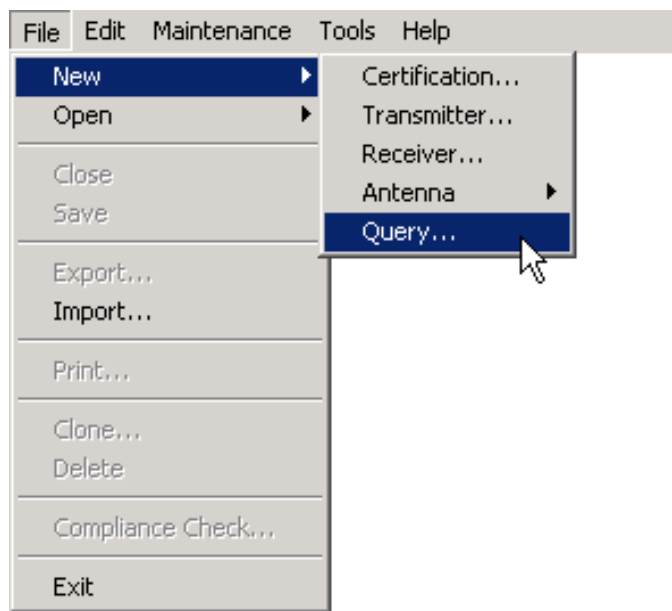 File Edit Maintenance Tools Help
New
Open
Close
Save
Export...
Import...
Print...
Clone...
Delete
Compliance Check...
Exit
Certification...
Transmitter...
Receiver...
Antenna
Query...